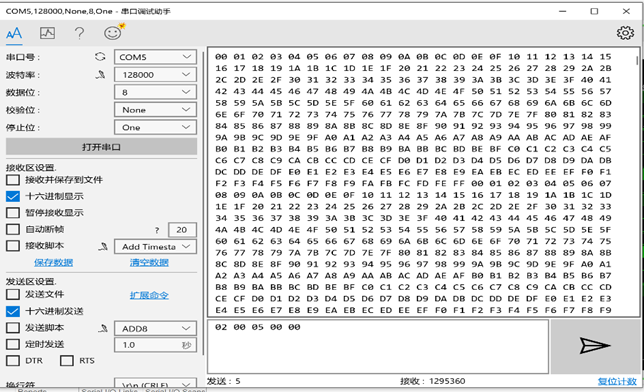 COM5,128000,None,8,One - 串口调试助手
AA
串口号: COM5
波特率: 128000
数据位: 8
校验位: None
停止位: One
打开串口
接收区设置.
接收并保存到文件
十六进制显示
暂停接收显示
自动断帧 ? 20
接收脚本 Add Timesta
保存数据 清空数据
发送区设置.
发送文件 扩展命令
十六进制发送
发送脚本 ADD8
定时发送 1.0 秒
DTR RTS
换行符 \r\n (CRLF)
00 01 02 03 04 05 06 07 08 09 0A 0B 0C 0D 0E 0F 10 11 12 13 14 15
16 17 18 19 1A 1B 1C 1D 1E 1F 20 21 22 23 24 25 26 27 28 29 2A 2B
2C 2D 2E 2F 30 31 32 33 34 35 36 37 38 39 3A 3B 3C 3D 3E 3F 40 41
42 43 44 45 46 47 48 49 4A 4B 4C 4D 4E 4F 50 51 52 53 54 55 56 57
58 59 5A 5B 5C 5D 5E 5F 60 61 62 63 64 65 66 67 68 69 6A 6B 6C 6D
6E 6F 70 71 72 73 74 75 76 77 78 79 7A 7B 7C 7D 7E 7F 80 81 82 83
84 85 86 87 88 89 8A 8B 8C 8D 8E 8F 90 91 92 93 94 95 96 97 98 99
9A 9B 9C 9D 9E 9F A0 A1 A2 A3 A4 A5 A6 A7 A8 A9 AA AB AC AD AE AF
B0 B1 B2 B3 B4 B5 B6 B7 B8 B9 BA BB BC BD BE BF C0 C1 C2 C3 C4 C5
C6 C7 C8 C9 CA CB CC CD CE CF D0 D1 D2 D3 D4 D5 D6 D7 D8 D9 DA DB
DC DD DE DF E0 E1 E2 E3 E4 E5 E6 E7 E8 E9 EA EB EC ED EE EF F0 F1
F2 F3 F4 F5 F6 F7 F8 F9 FA FB FC FD FE FF 00 01 02 03 04 05 06 07
08 09 0A 0B 0C 0D 0E 0F 10 11 12 13 14 15 16 17 18 19 1A 1B 1C 1D
1E 1F 20 21 22 23 24 25 26 27 28 29 2A 2B 2C 2D 2E 2F 30 31 32 33
34 35 36 37 38 39 3A 3B 3C 3D 3E 3F 40 41 42 43 44 45 46 47 48 49
4A 4B 4C 4D 4E 4F 50 51 52 53 54 55 56 57 58 59 5A 5B 5C 5D 5E 5F
60 61 62 63 64 65 66 67 68 69 6A 6B 6C 6D 6E 6F 70 71 72 73 74 75
76 77 78 79 7A 7B 7C 7D 7E 7F 80 81 82 83 84 85 86 87 88 89 8A 8B
8C 8D 8E 8F 90 91 92 93 94 95 96 97 98 99 9A 9B 9C 9D 9E 9F A0 A1
A2 A3 A4 A5 A6 A7 A8 A9 AA AB AC AD AE AF B0 B1 B2 B3 B4 B5 B6 B7
B8 B9 BA BB BC BD BE BF C0 C1 C2 C3 C4 C5 C6 C7 C8 C9 CA CB CC CD
CE CF D0 D1 D2 D3 D4 D5 D6 D7 D8 D9 DA DB DC DD DE DF E0 E1 E2 E3
E4 E5 E6 E7 E8 E9 EA EB EC ED EE EF F0 F1 F2 F3 F4 F5 F6 F7 F8 F9
02 00 05 00 00
发送: 5 接收: 1295360 复位计数